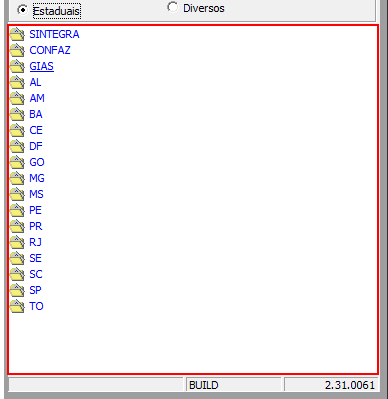 Estaduais Diversos
SINTEGRA
CONFAZ
GIAS
AL
AM
BA
CE
DF
GO
MG
MS
PE
PR
RJ
SE
SC
SP
TO
BUILD 2.31.0061